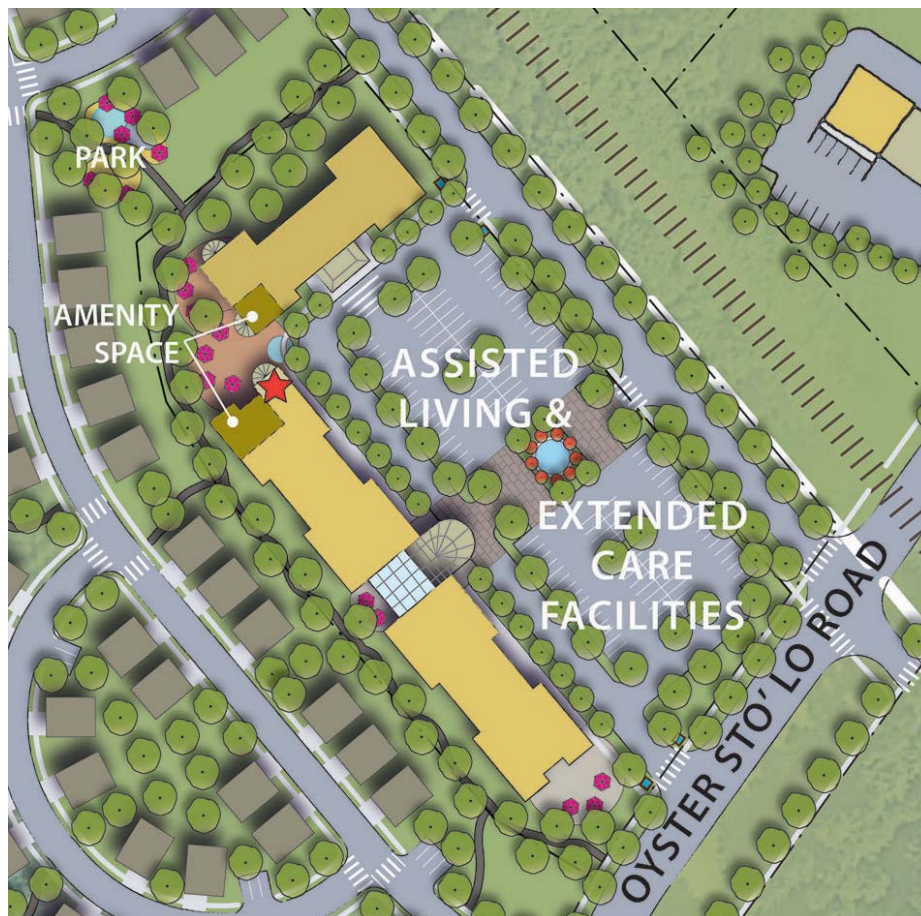 PARK
AMENITY
SPACE
ASSISTED
LIVING &
EXTENDED
CARE
FACILITIES
OYSTER STO' LO ROAD